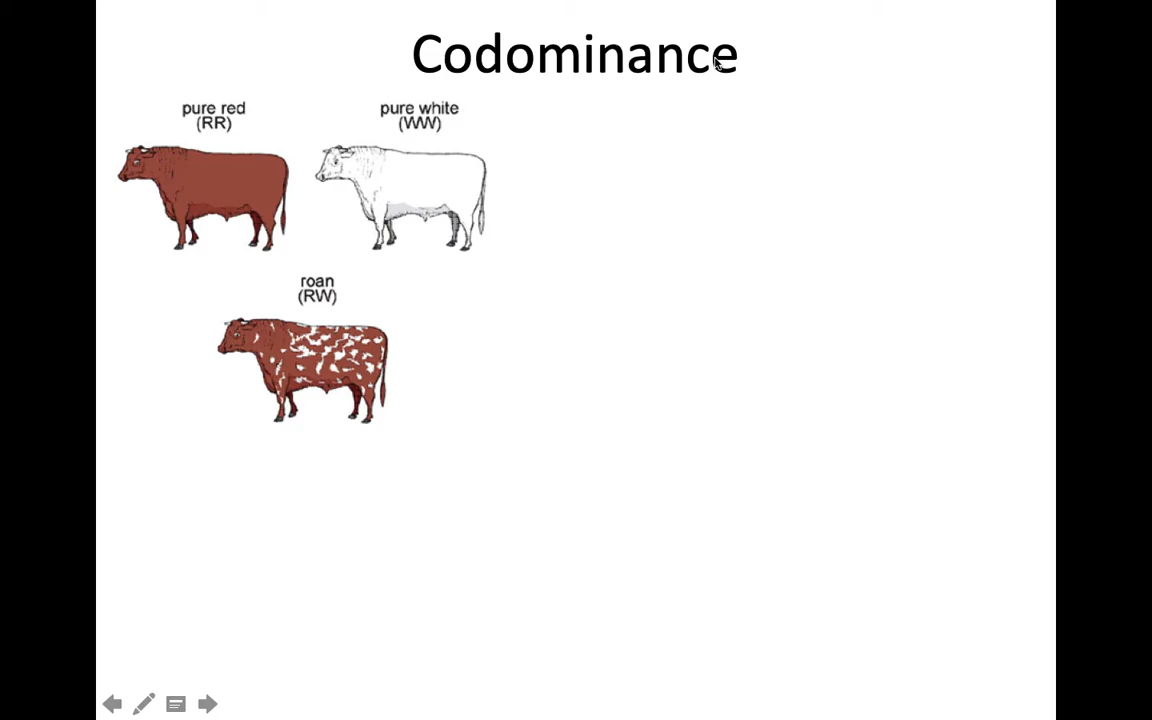 Codominance
pure red
(RR)
pure white
(WW)
roan
(RW)